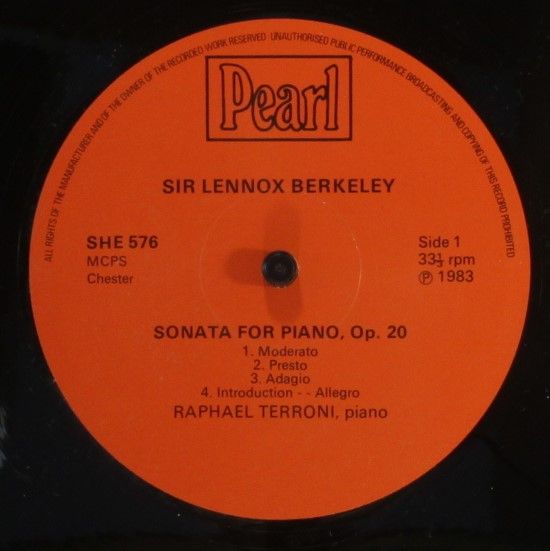 ALL RIGHTS OF THE MANUFACTURER AND OF THE OWNER OF THE RECORDED WORK RESERVED UNAUTHORISED PUBLIC PERFORMANCE BROADCASTING AND COPYING OF THIS RECORD PROHIBITED
Pearl
SIR LENNOX BERKELEY
SHE 576
MCPS
Chester
Side 1
33⅓ rpm
Ⓟ 1983
SONATA FOR PIANO, Op. 20
1. Moderato
2. Presto
3. Adagio
4. Introduction - - Allegro
RAPHAEL TERRONI, piano